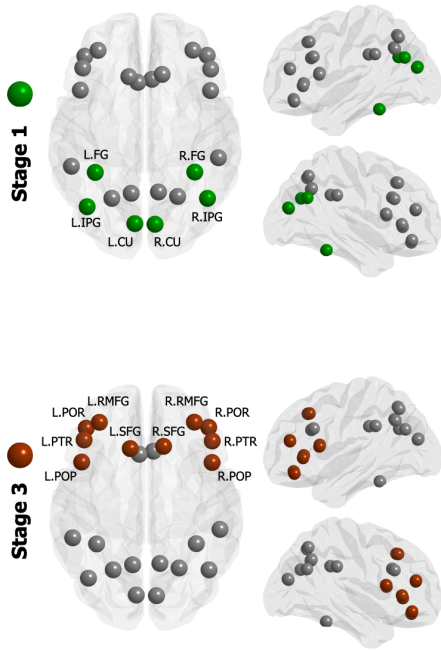 Stage 1
L.FG
R.FG
L.IPG
R.IPG
L.CU
R.CU
Stage 3
L.RMFG
R.RMFG
L.POR
R.POR
L.SFG
R.SFG
L.PTR
R.PTR
L.POP
R.POP